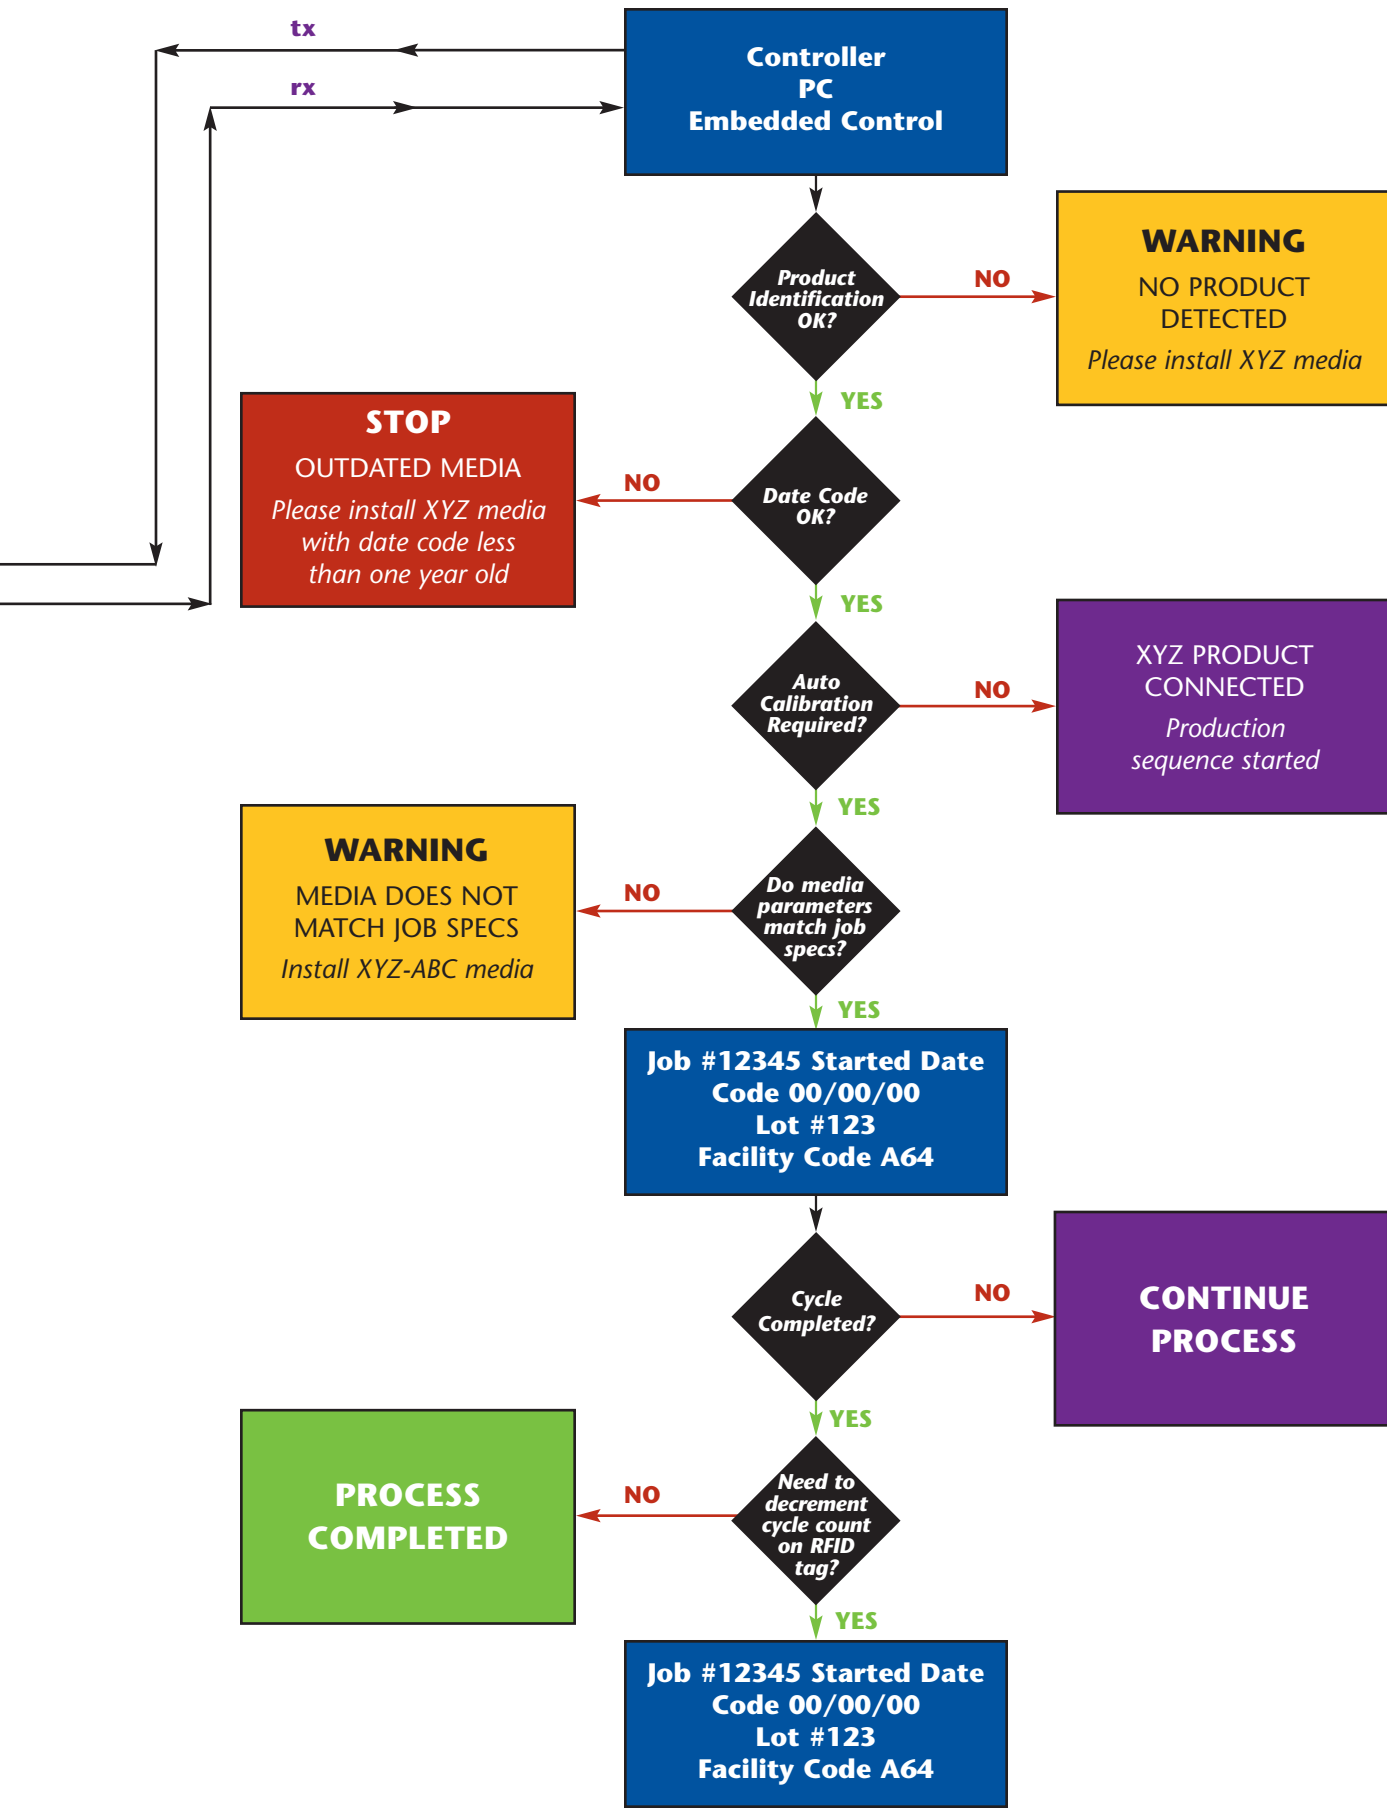 tx
rx
Controller
PC
Embedded Control
Product
Identification
OK?
NO
WARNING
NO PRODUCT
DETECTED
Please install XYZ media
YES
STOP
OUTDATED MEDIA
Please install XYZ media
with date code less
than one year old
NO
Date Code
OK?
YES
Auto
Calibration
Required?
NO
XYZ PRODUCT
CONNECTED
Production
sequence started
YES
WARNING
MEDIA DOES NOT
MATCH JOB SPECS
Install XYZ-ABC media
NO
Do media
parameters
match job
specs?
YES
Job #12345 Started Date
Code 00/00/00
Lot #123
Facility Code A64
Cycle
Completed?
NO
CONTINUE
PROCESS
YES
PROCESS
COMPLETED
NO
Need to
decrement
cycle count
on RFID
tag?
YES
Job #12345 Started Date
Code 00/00/00
Lot #123
Facility Code A64